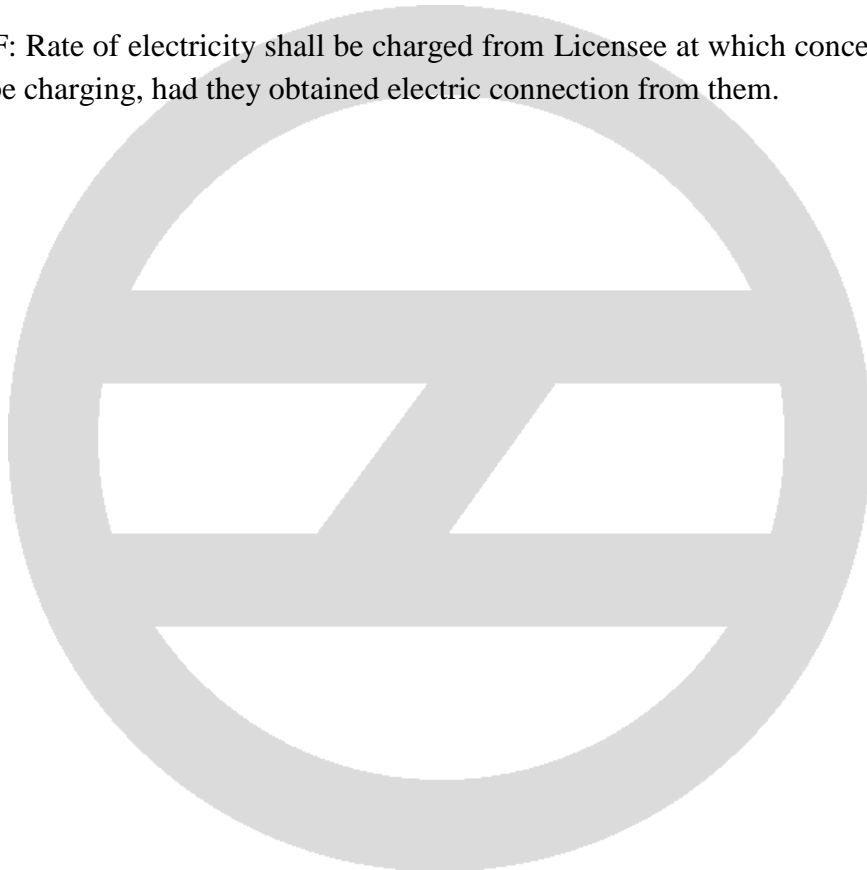 F: Rate of electricity shall be charged from Licensee at which conce
be charging, had they obtained electric connection from them.